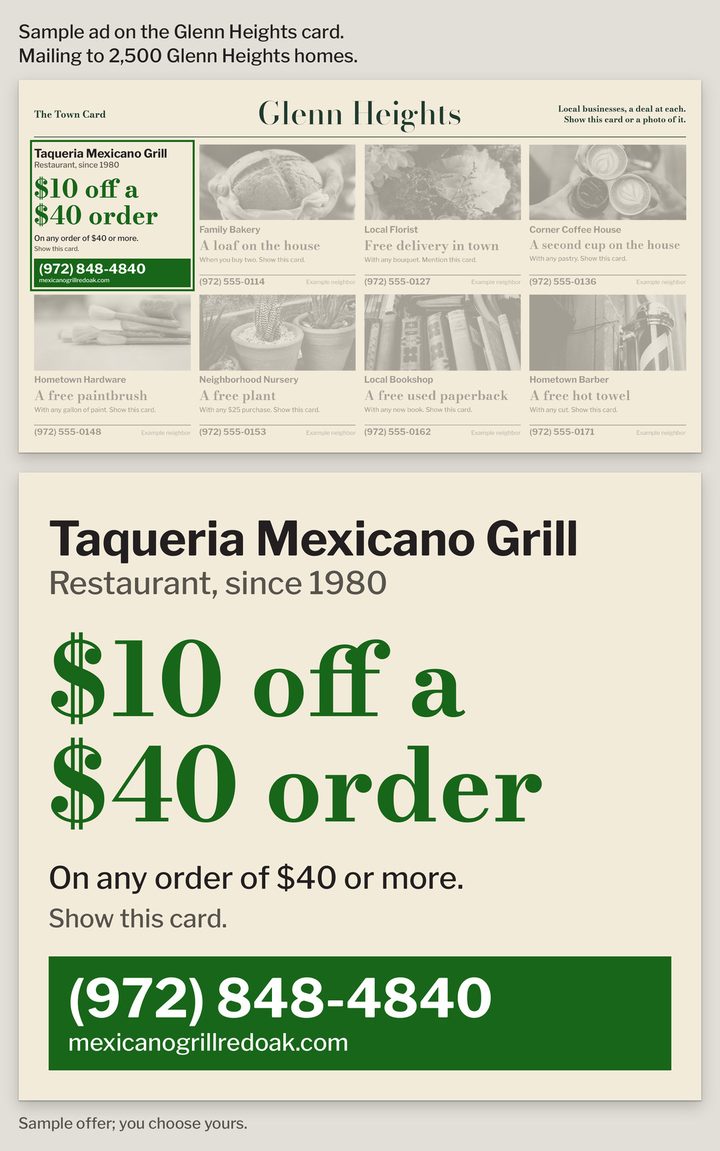 Sample ad on the Glenn Heights card.
Mailing to 2,500 Glenn Heights homes.
The Town Card
Glenn Heights
Local businesses, a deal at each.
Show this card or a photo of it.
Taqueria Mexicano Grill
Restaurant, since 1980
$10 off a
$40 order
On any order of $40 or more.
Show this card.
(972) 848-4840
mexicanogrillredoak.com
Family Bakery
A loaf on the house
When you buy two. Show this card.
(972) 555-0114
Example neighbor
Local Florist
Free delivery in town
With any bouquet. Mention this card.
(972) 555-0127
Example neighbor
Corner Coffee House
A second cup on the house
With any pastry. Show this card.
(972) 555-0136
Example neighbor
Hometown Hardware
A free paintbrush
With any gallon of paint. Show this card.
(972) 555-0148
Example neighbor
Neighborhood Nursery
A free plant
With any $25 purchase. Show this card.
(972) 555-0153
Example neighbor
Local Bookshop
A free used paperback
With any new book. Show this card.
(972) 555-0162
Example neighbor
Hometown Barber
A free hot towel
With any cut. Show this card.
(972) 555-0171
Example neighbor
Taqueria Mexicano Grill
Restaurant, since 1980
$10 off a
$40 order
On any order of $40 or more.
Show this card.
(972) 848-4840
mexicanogrillredoak.com
Sample offer; you choose yours.